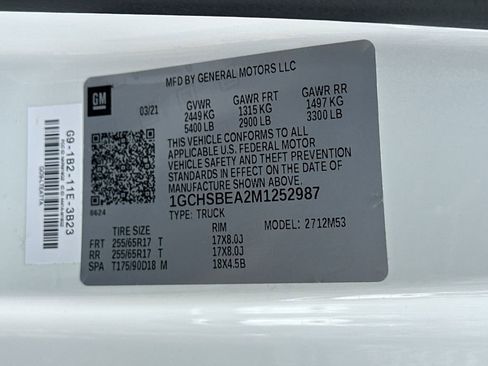 MFD BY GENERAL MOTORS LLC
GM
03/21
GVWR
2449 KG
5400 LB
GAWR FRT
1315 KG
2900 LB
GAWR RR
1497 KG
3300 LB
THIS VEHICLE CONFORMS TO ALL
APPLICABLE U.S. FEDERAL MOTOR
VEHICLE SAFETY, BUMPER, AND THEFT
PREVENTION STANDARDS IN EFFECT ON
THE DATE OF MANUFACTURE SHOWN ABOVE.
1GCHSBEA2M1252987
TYPE: TRUCK
8624
MODEL: 2712M53
TIRE SIZE RIM
FRT 255/65R17 T 17X8.0J
RR 255/65R17 T 17X8.0J
SPA T175/90D18 M 18X4.5B
G9-1B2-11E-3B23